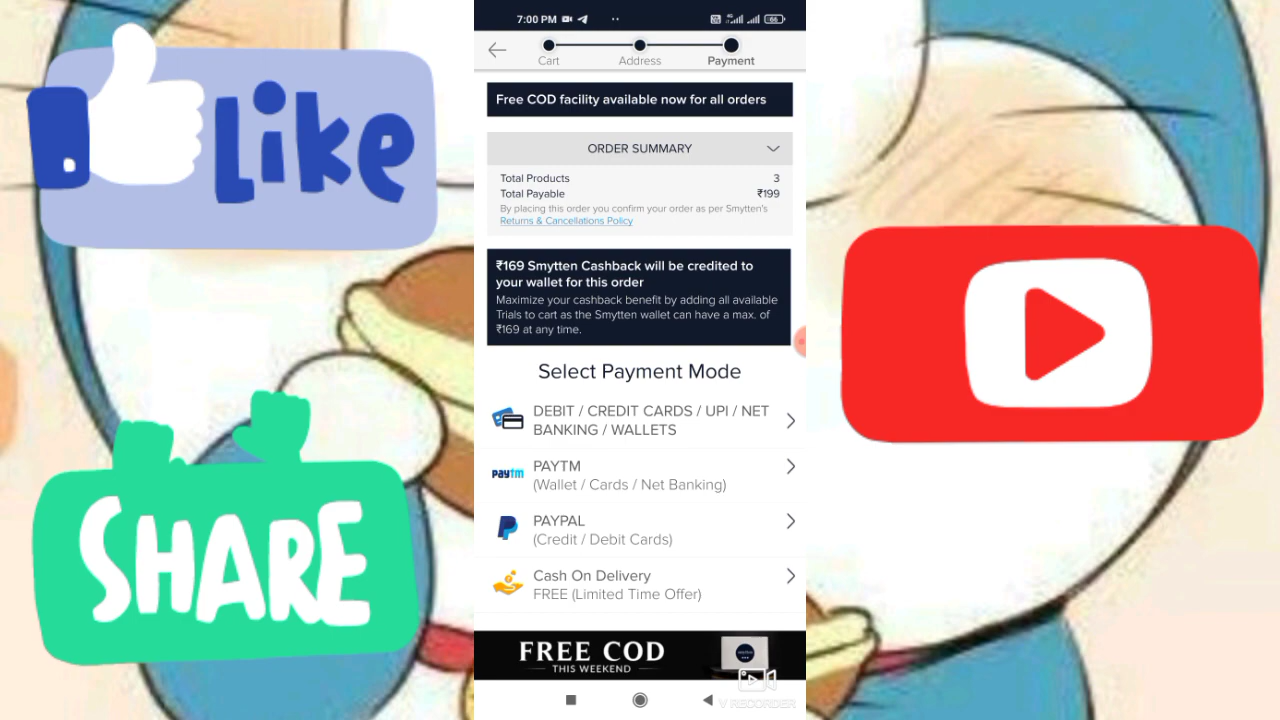 Like
SHARE
7:00 PM
66
Cart
Address
Payment
Free COD facility available now for all orders
ORDER SUMMARY
Total Products 3
Total Payable ₹199
By placing this order you confirm your order as per Smytten's
Returns & Cancellations Policy
₹169 Smytten Cashback will be credited to
your wallet for this order
Maximize your cashback benefit by adding all available
Trials to cart as the Smytten wallet can have a max. of
₹169 at any time.
Select Payment Mode
DEBIT / CREDIT CARDS / UPI / NET
BANKING / WALLETS
paytm
PAYTM
(Wallet / Cards / Net Banking)
PAYPAL
(Credit / Debit Cards)
Cash On Delivery
FREE (Limited Time Offer)
FREE COD
THIS WEEKEND
V RECORDER